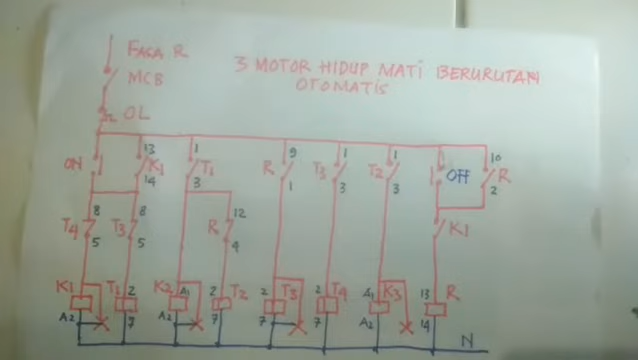 FASA R
MCB
OL
3 MOTOR HIDUP MATI BERURUTAN
OTOMATIS
ON
13
K1
14
1
T1
3
9
R
1
1
T3
3
1
T2
3
OFF
10
R
2
8
T4
5
8
T3
5
12
R
4
K1
K1
A2
T1
2
7
K2
A1
A2
2
T2
7
2
T3
7
2
T4
7
A1
K3
A2
13
R
14
N